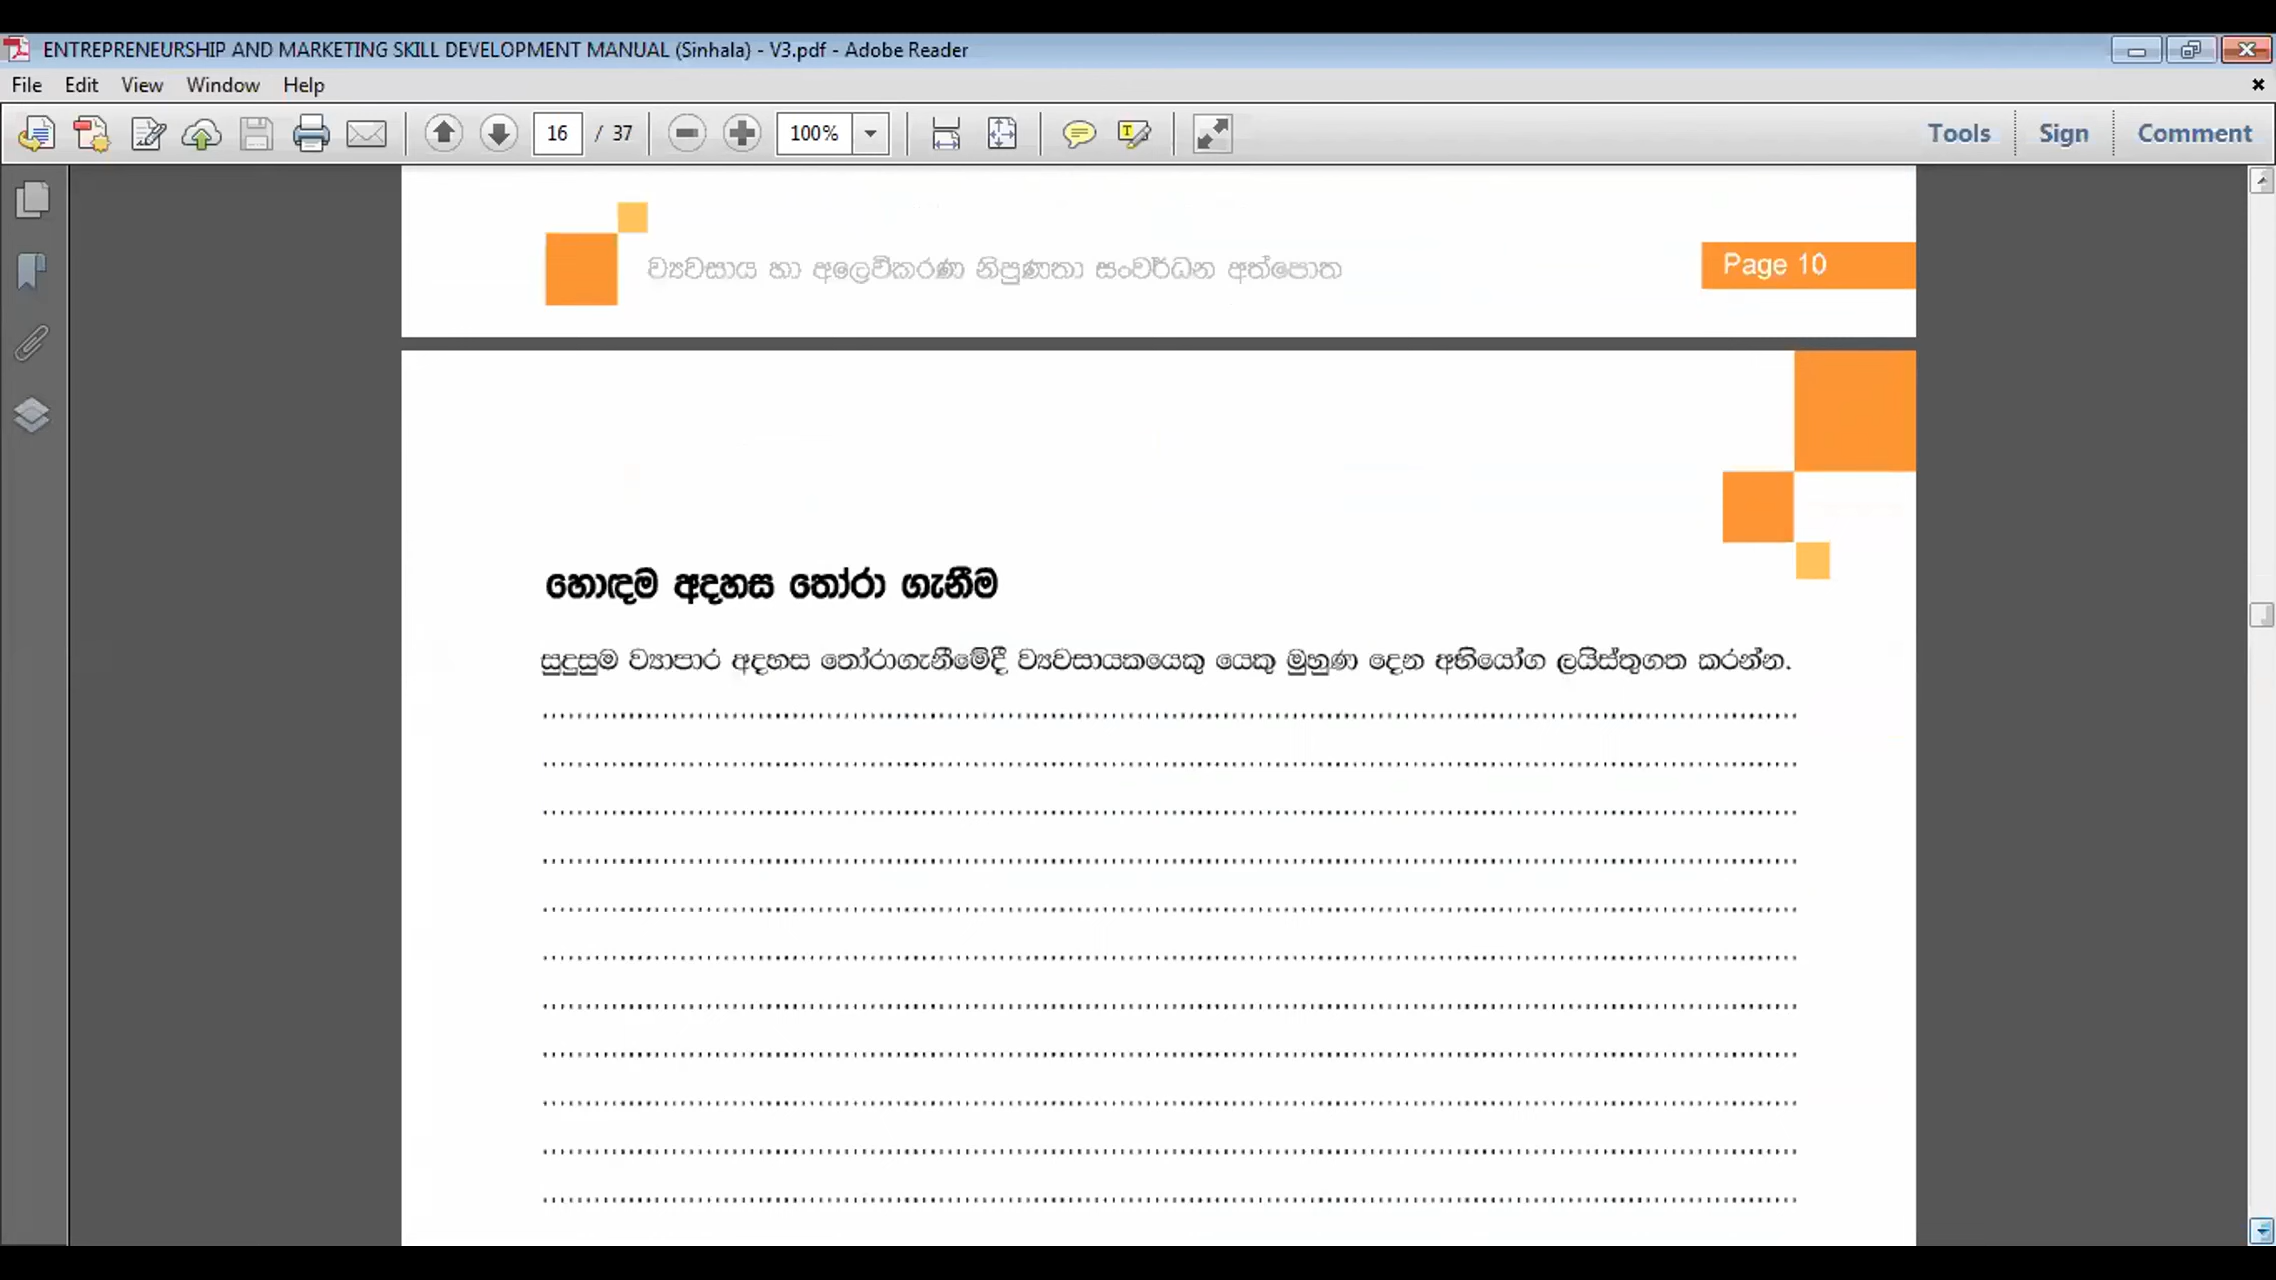 ENTREPRENEURSHIP AND MARKETING SKILL DEVELOPMENT MANUAL (Sinhala) - V3.pdf - Adobe Reader
File Edit View Window Help
16 / 37 100% Tools Sign Comment
ව්‍යවසාය හා අලෙවිකරණ නිපුණතා සංවර්ධන අත්පොත Page 10
හොඳම අදහස තෝරා ගැනීම
සුදුසුම ව්‍යාපාර අදහස තෝරාගැනීමේදී ව්‍යවසායකයෙකු යෙකු මුහුණ දෙන අභියෝග ලයිස්තුගත කරන්න.